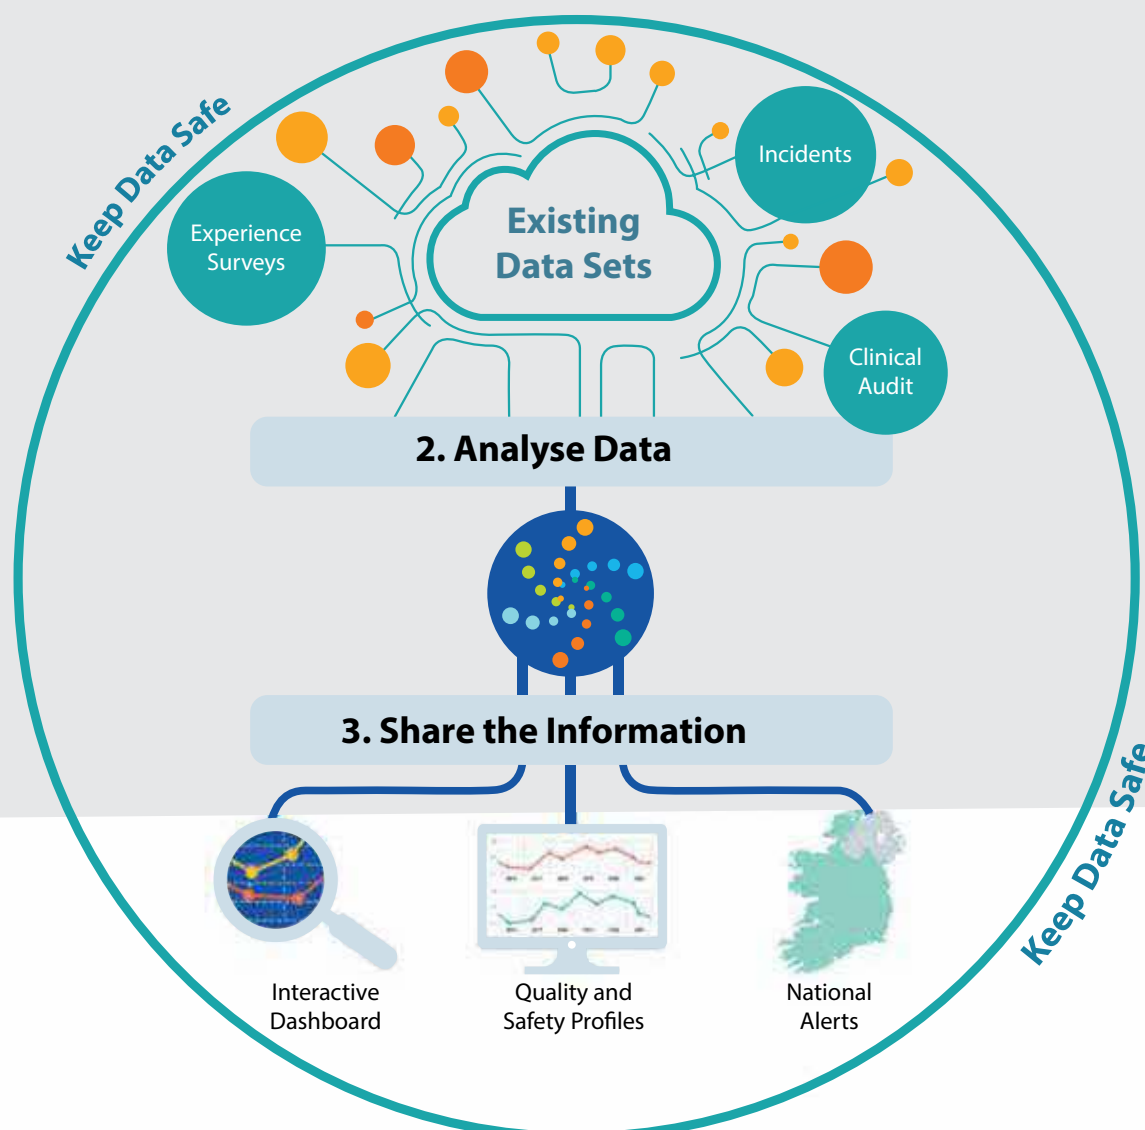 Keep Data Safe
Incidents
Experience
Surveys
Existing
Data Sets
Clinical
Audit
2. Analyse Data
3. Share the Information
Keep Data Safe
Interactive
Dashboard
Quality and
Safety Profiles
National
Alerts